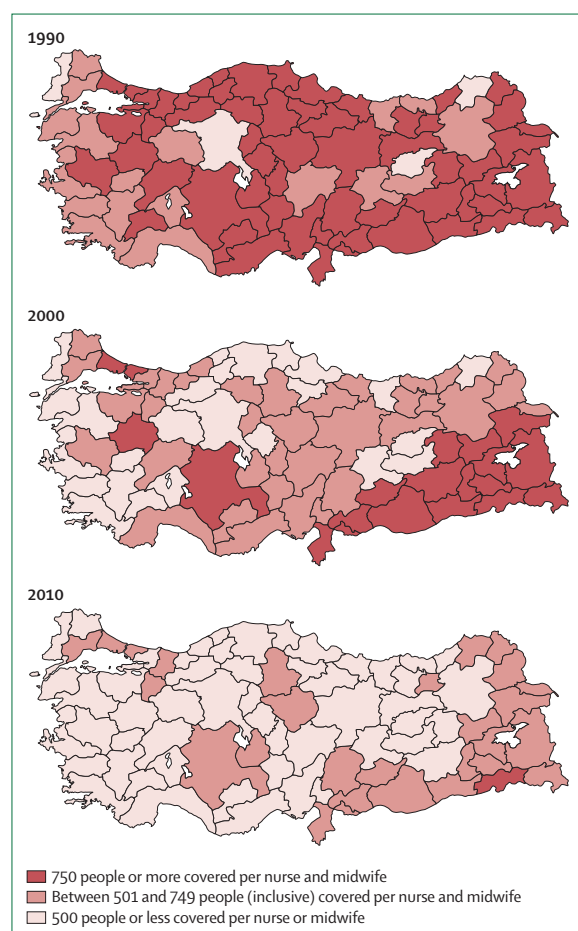 1990
2000
2010
750 people or more covered per nurse and midwife
Between 501 and 749 people (inclusive) covered per nurse and midwife
500 people or less covered per nurse or midwife